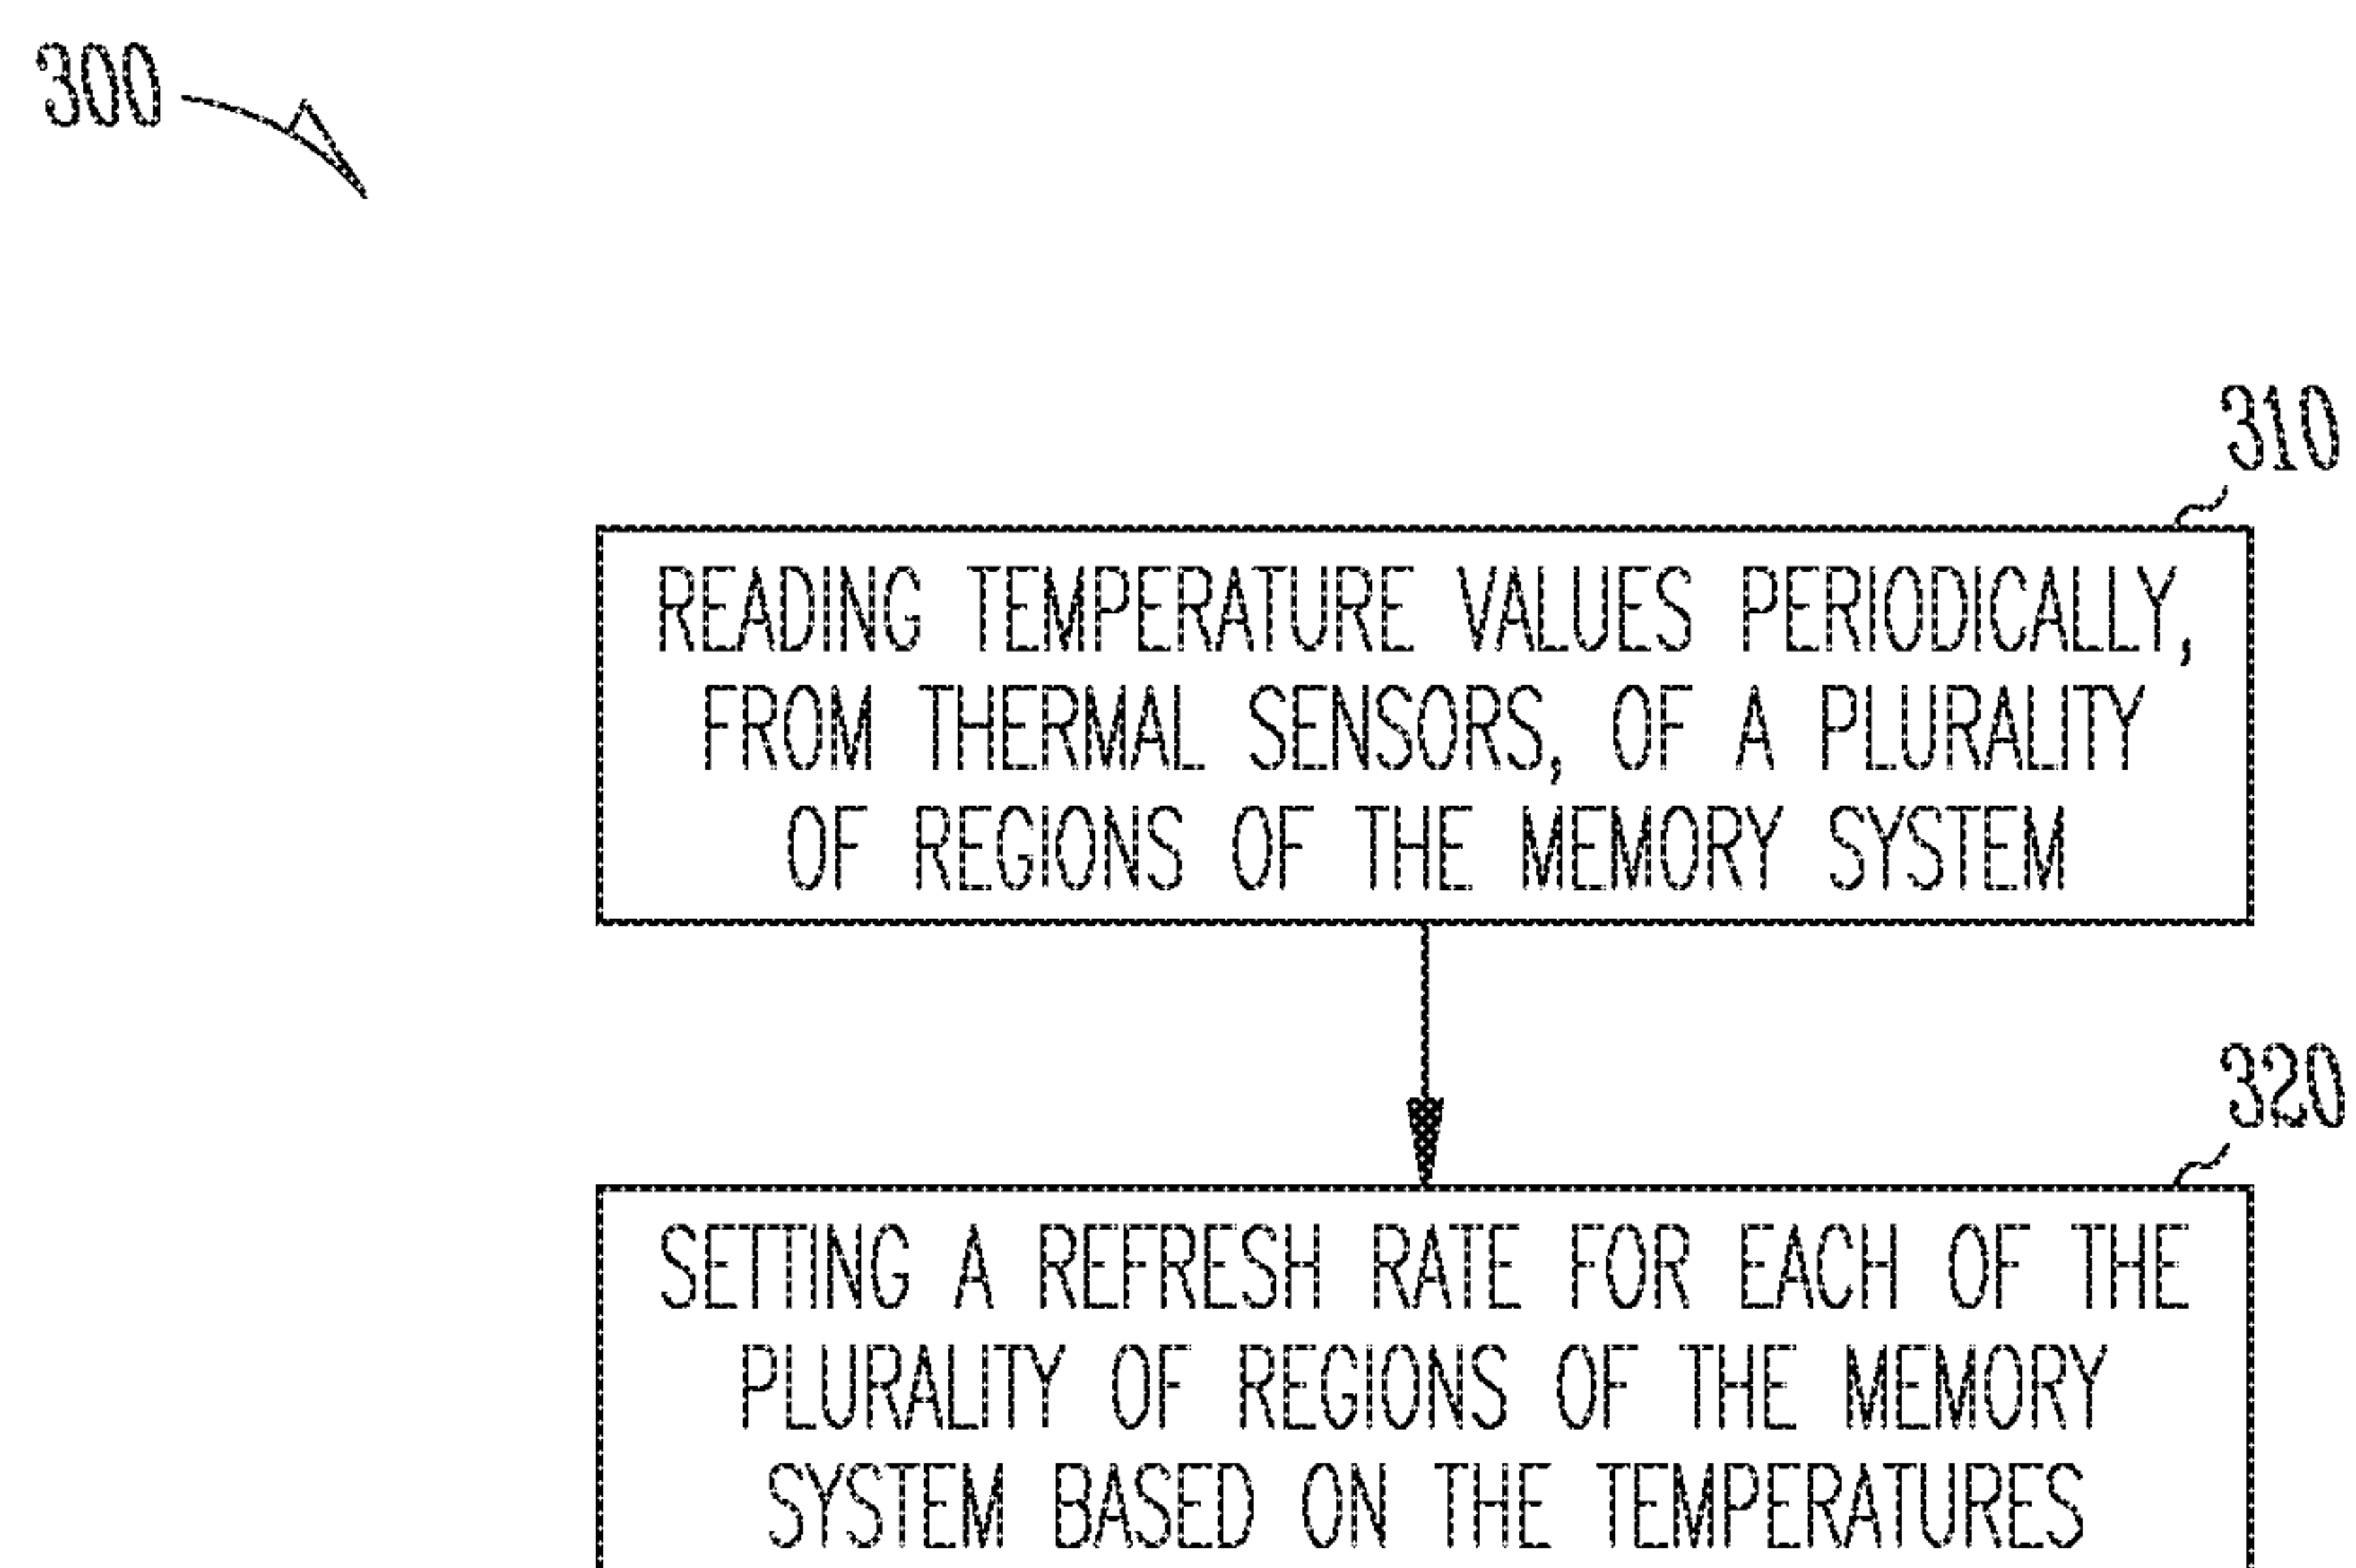 300
310
READING TEMPERATURE VALUES PERIODICALLY,
FROM THERMAL SENSORS, OF A PLURALITY
OF REGIONS OF THE MEMORY SYSTEM
320
SETTING A REFRESH RATE FOR EACH OF THE
PLURALITY OF REGIONS OF THE MEMORY
SYSTEM BASED ON THE TEMPERATURES